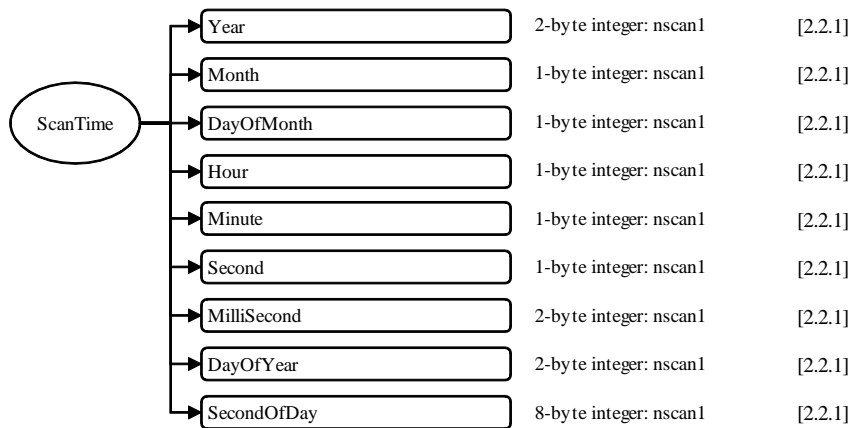 Year 2-byte integer: nscan1 [2.2.1]
Month 1-byte integer: nscan1 [2.2.1]
ScanTime
DayOfMonth 1-byte integer: nscan1 [2.2.1]
Hour 1-byte integer: nscan1 [2.2.1]
Minute 1-byte integer: nscan1 [2.2.1]
Second 1-byte integer: nscan1 [2.2.1]
MilliSecond 2-byte integer: nscan1 [2.2.1]
DayOfYear 2-byte integer: nscan1 [2.2.1]
SecondOfDay 8-byte integer: nscan1 [2.2.1]